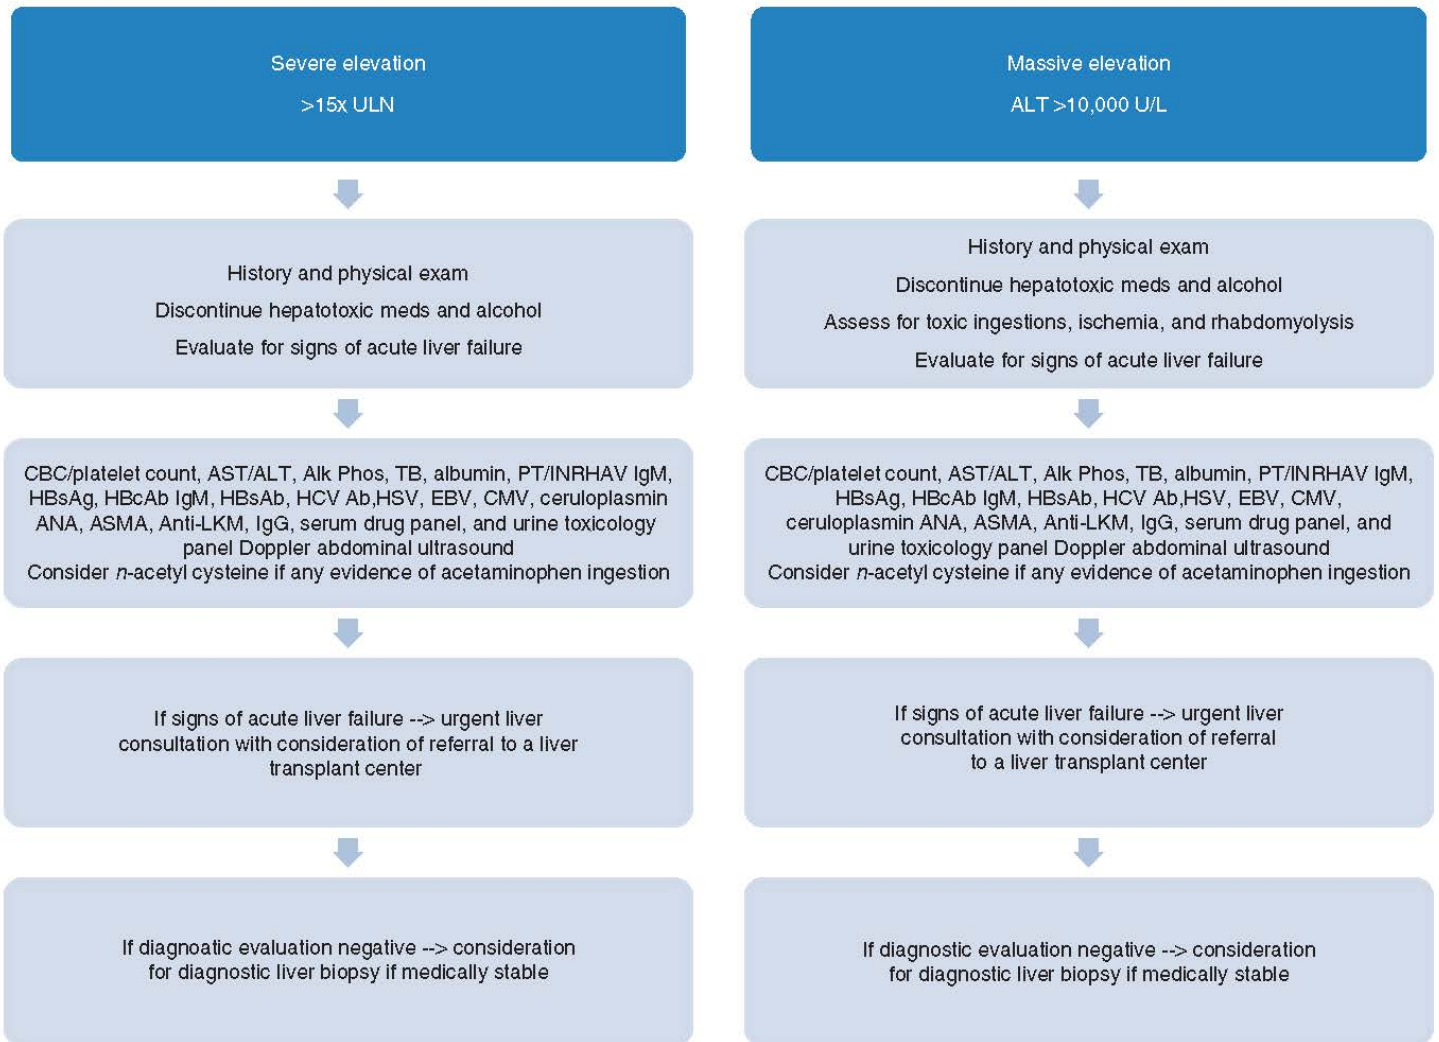 Severe elevation
>15x ULN
History and physical exam
Discontinue hepatotoxic meds and alcohol
Evaluate for signs of acute liver failure
CBC/platelet count, AST/ALT, Alk Phos, TB, albumin, PT/INRHAV IgM,
HBsAg, HBcAb IgM, HBsAb, HCV Ab,HSV, EBV, CMV, ceruloplasmin
ANA, ASMA, Anti-LKM, IgG, serum drug panel, and urine toxicology
panel Doppler abdominal ultrasound
Consider n-acetyl cysteine if any evidence of acetaminophen ingestion
If signs of acute liver failure --> urgent liver
consultation with consideration of referral to a liver
transplant center
If diagnoatic evaluation negative --> consideration
for diagnostic liver biopsy if medically stable
Massive elevation
ALT >10,000 U/L
History and physical exam
Discontinue hepatotoxic meds and alcohol
Assess for toxic ingestions, ischemia, and rhabdomyolysis
Evaluate for signs of acute liver failure
CBC/platelet count, AST/ALT, Alk Phos, TB, albumin, PT/INRHAV IgM,
HBsAg, HBcAb IgM, HBsAb, HCV Ab,HSV, EBV, CMV,
ceruloplasmin ANA, ASMA, Anti-LKM, IgG, serum drug panel, and
urine toxicology panel Doppler abdominal ultrasound
Consider n-acetyl cysteine if any evidence of acetaminophen ingestion
If signs of acute liver failure --> urgent liver
consultation with consideration of referral
to a liver transplant center
If diagnostic evaluation negative --> consideration
for diagnostic liver biopsy if medically stable